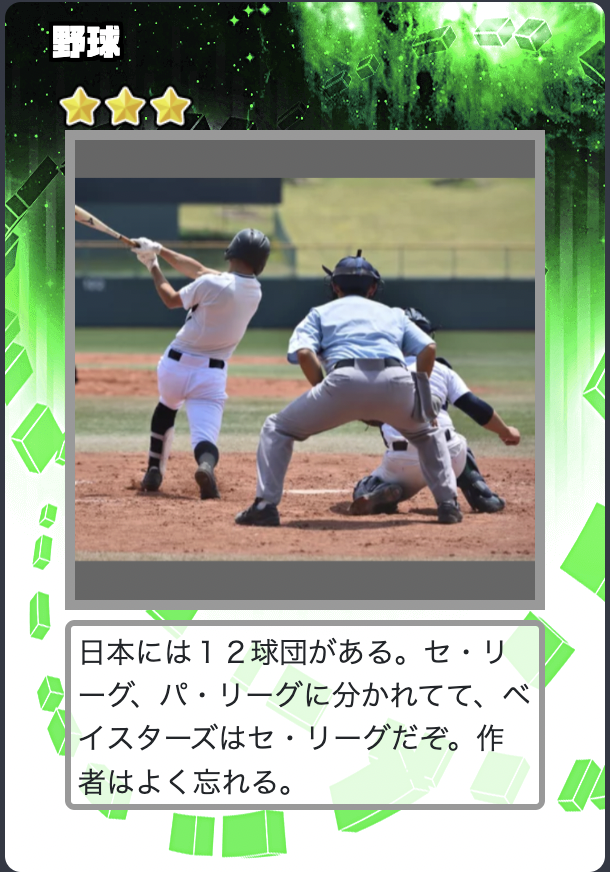 野球
日本には１２球団がある。セ・リ
ーグ、パ・リーグに分かれてて、ベ
イスターズはセ・リーグだぞ。作
者はよく忘れる。